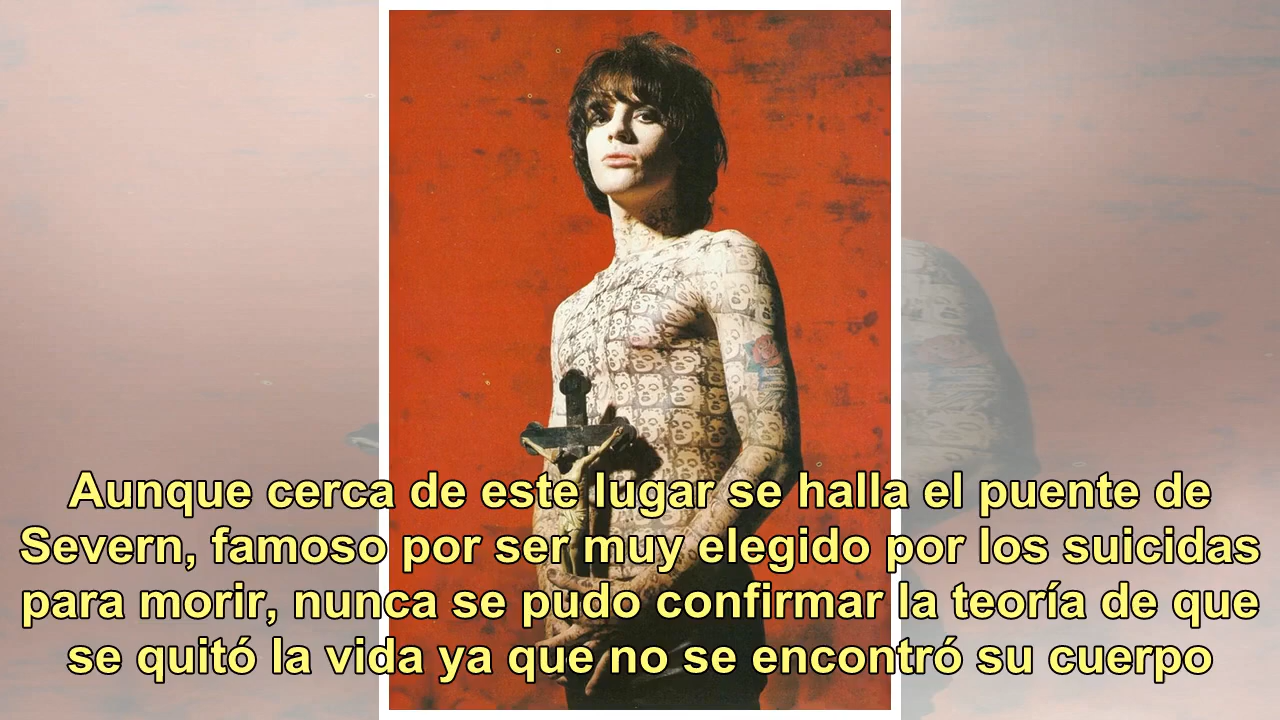 Aunque cerca de este lugar se halla el puente de
Severn, famoso por ser muy elegido por los suicidas
para morir, nunca se pudo confirmar la teoría de que
se quitó la vida ya que no se encontró su cuerpo